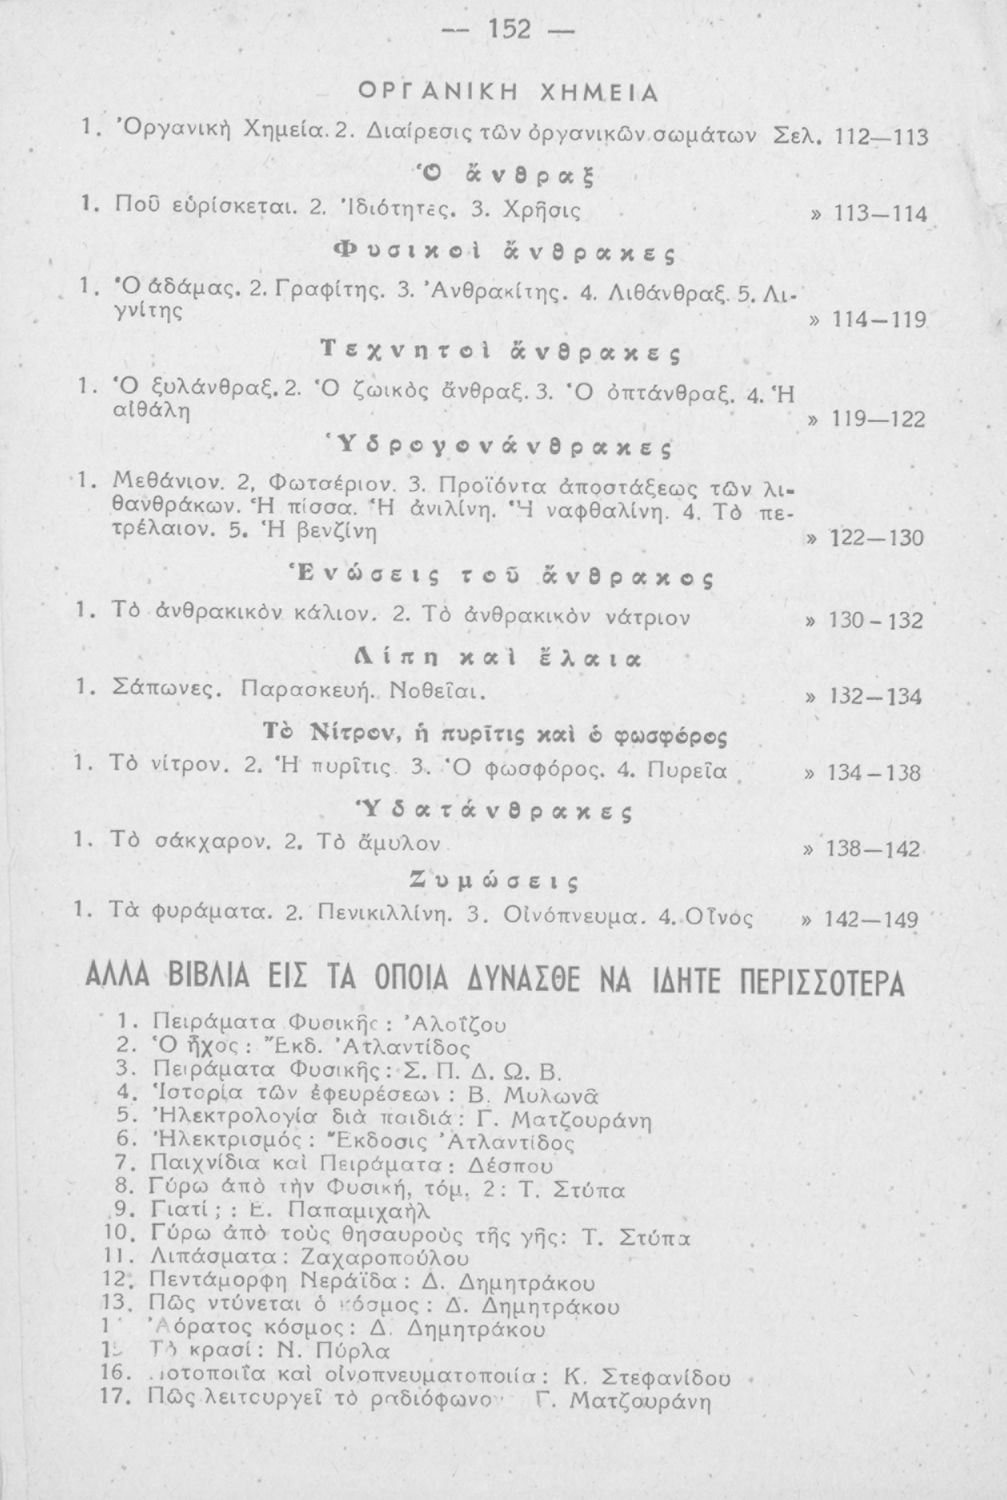 — 152 —
ΟΡΓΑΝΙΚΗ ΧΗΜΕΙΑ
1. Ὀργανικὴ Χημεία. 2. Διαίρεσις τῶν ὀργανικῶν σωμάτων Σελ. 112—113
Ὁ ἄνθραξ
1. Ποῦ εὑρίσκεται. 2. Ἰδιότητες. 3. Χρῆσις » 113—114
Φυσικοὶ ἄνθρακες
1. Ὁ ἀδάμας. 2. Γραφίτης. 3. Ἀνθρακίτης. 4. Λιθάνθραξ. 5. Λι-
γνίτης » 114—119
Τεχνητοὶ ἄνθρακες
1. Ὁ ξυλάνθραξ. 2. Ὁ ζωικὸς ἄνθραξ. 3. Ὁ ὀπτάνθραξ. 4. Ἡ
αἰθάλη » 119—122
Ὑδρογονάνθρακες
1. Μεθάνιον. 2, Φωταέριον. 3. Προϊόντα ἀποστάξεως τῶν λι-
θανθράκων. Ἡ πίσσα. Ἡ ἀνιλίνη. Ἡ ναφθαλίνη. 4. Τὸ πε-
τρέλαιον. 5. Ἡ βενζίνη » 122—130
Ἑνώσεις τοῦ ἄνθρακος
1. Τὸ ἀνθρακικὸν κάλιον. 2. Τὸ ἀνθρακικὸν νάτριον » 130-132
Λίπη καὶ ἔλαια
1. Σάπωνες. Παρασκευή. Νοθεῖαι. » 132—134
Τὸ Νίτρον, ἡ πυρῖτις καὶ ὁ φωσφόρος
1. Τὸ νίτρον. 2. Ἡ πυρῖτις 3. Ὁ φωσφόρος. 4. Πυρεῖα » 134-138
Ὑδατάνθρακες
1. Τὸ σάκχαρον. 2. Τὸ ἄμυλον » 138—142
Ζυμώσεις
1. Τὰ φυράματα. 2. Πενικιλλίνη. 3. Οἰνόπνευμα. 4. Οἶνος » 142—149
ΑΛΛΑ ΒΙΒΛΙΑ ΕΙΣ ΤΑ ΟΠΟΙΑ ΔΥΝΑΣΘΕ ΝΑ ΙΔΗΤΕ ΠΕΡΙΣΣΟΤΕΡΑ
1. Πειράματα Φυσικῆς : Ἀλοΐζου
2. Ὁ ἦχος : Ἔκδ. Ἀτλαντίδος
3. Πειράματα Φυσικῆς : Σ. Π. Δ. Ω. Β.
4. Ἱστορία τῶν ἐφευρέσεων : Β. Μυλωνᾶ
5. Ἠλεκτρολογία διὰ παιδιά : Γ. Ματζουράνη
6. Ἠλεκτρισμός : Ἔκδοσις Ἀτλαντίδος
7. Παιχνίδια καὶ Πειράματα : Δέσπου
8. Γύρω ἀπὸ τὴν Φυσική, τόμ. 2 : Τ. Στύπα
9. Γιατί ; : Ε. Παπαμιχαὴλ
10. Γύρω ἀπὸ τοὺς θησαυροὺς τῆς γῆς : Τ. Στύπα
11. Λιπάσματα : Ζαχαροπούλου
12. Πεντάμορφη Νεράϊδα : Δ. Δημητράκου
13. Πῶς ντύνεται ὁ κόσμος : Δ. Δημητράκου
1 Ἀόρατος κόσμος : Δ. Δημητράκου
15 Τὸ κρασί : Ν. Πύρλα
16. οτοποιΐα καὶ οἰνοπνευματοποιία : Κ. Στεφανίδου
17. Πῶς λειτουργεῖ τὸ ραδιόφωνο Γ. Ματζουράνη